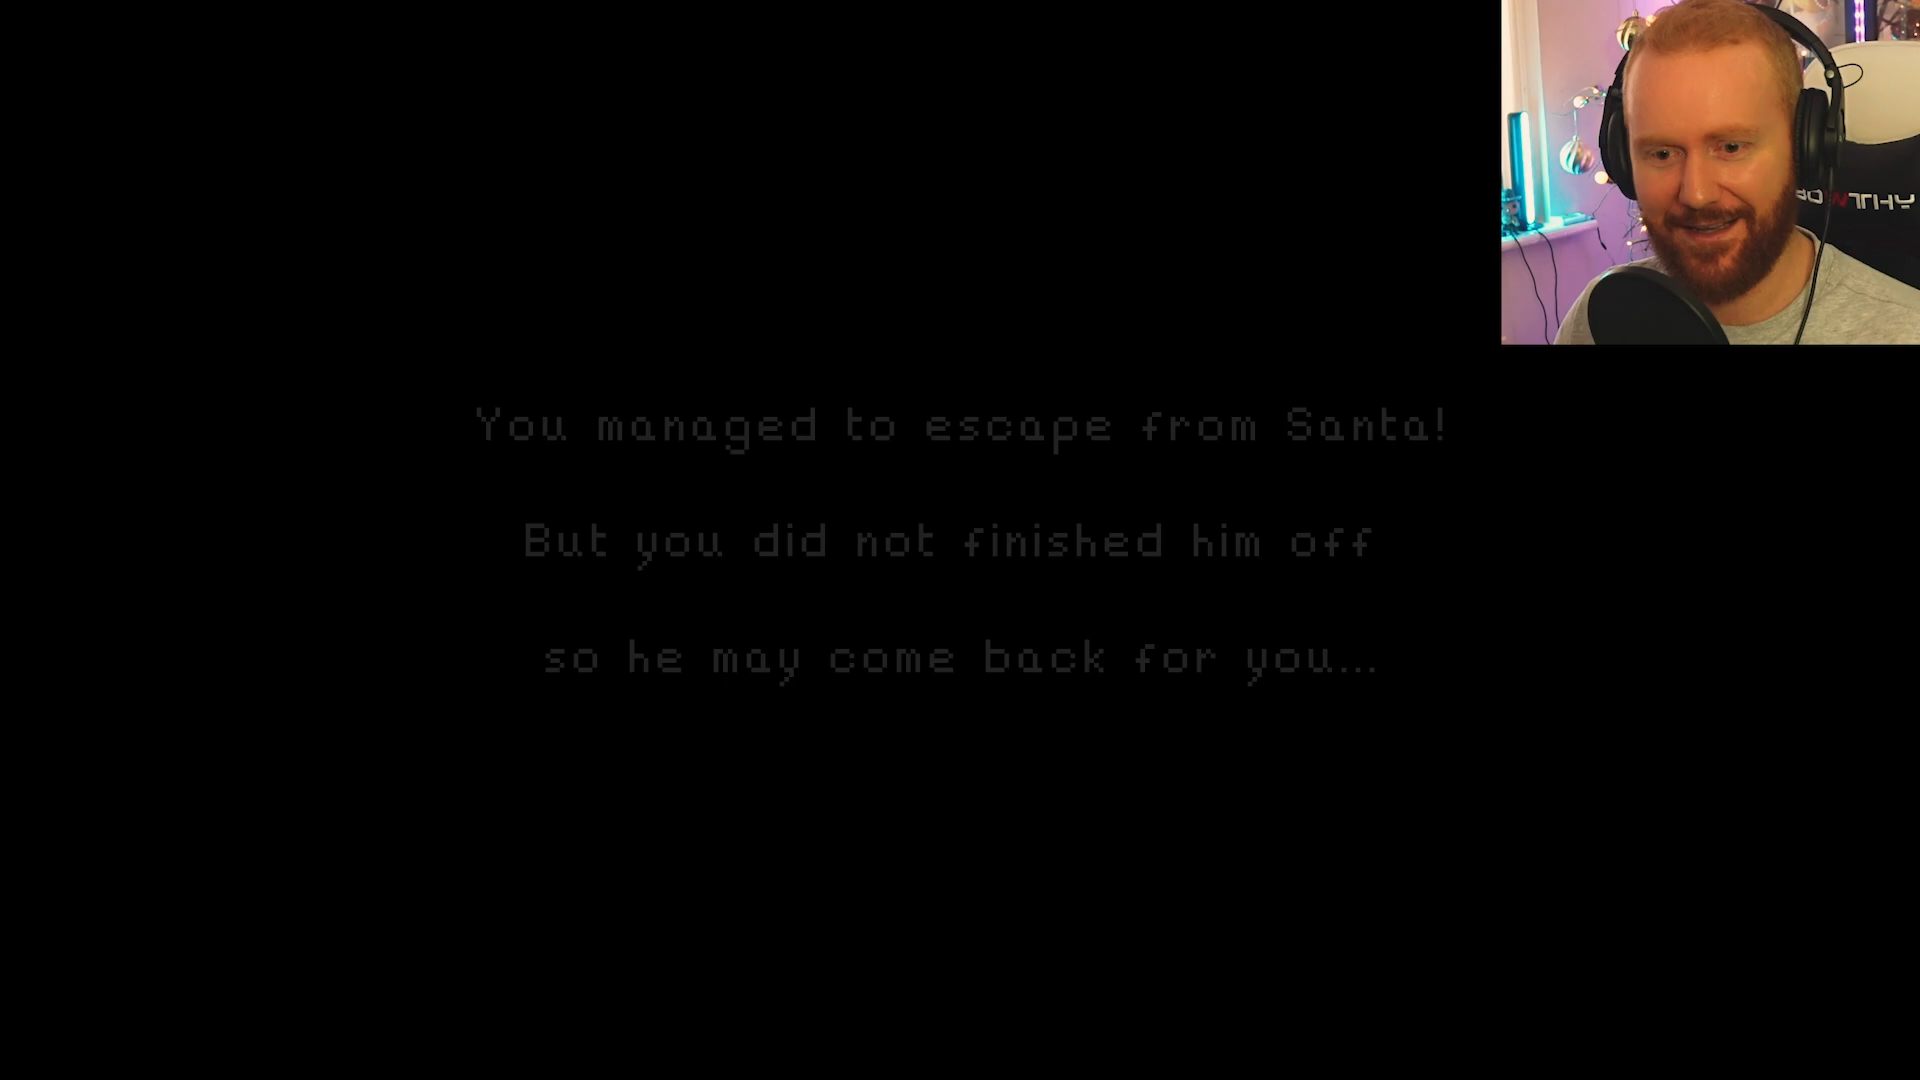 You managed to escape from Santa!
But you did not finished him off
so he may come back for you...